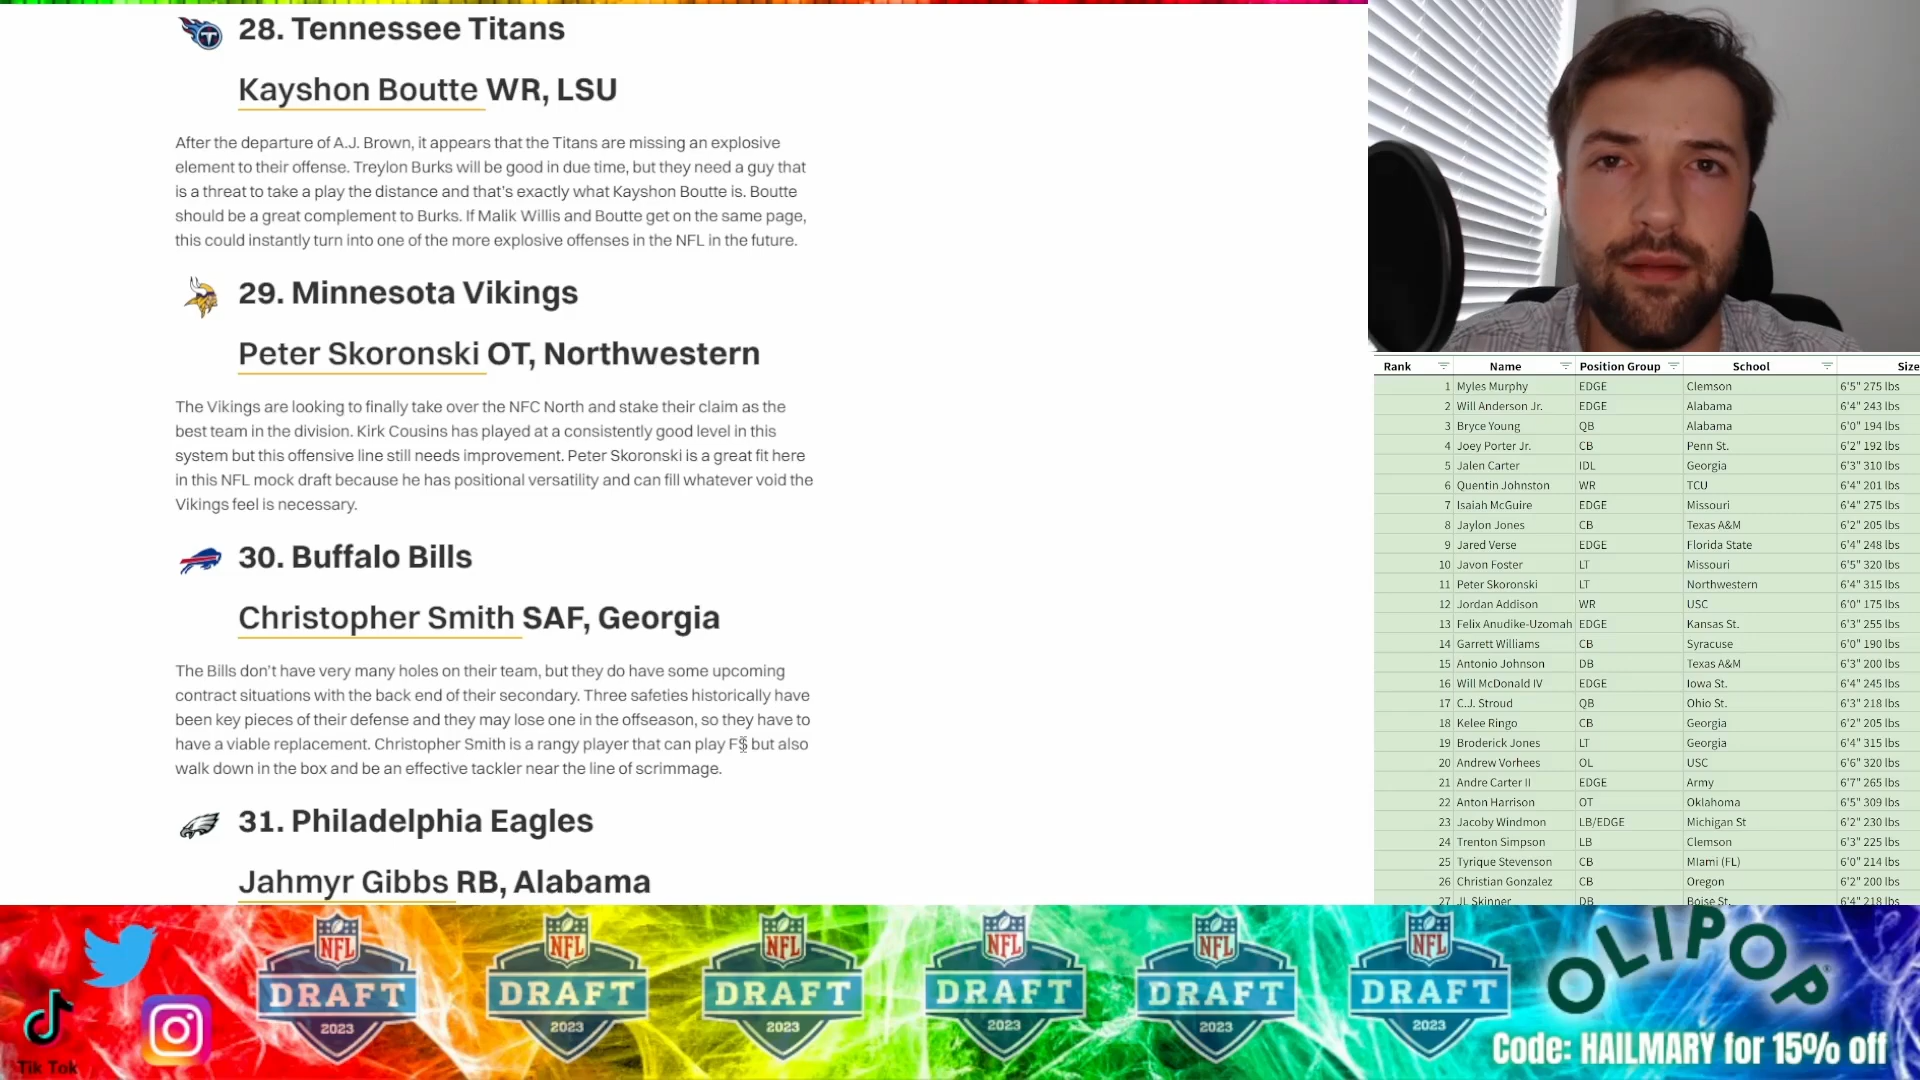 28. Tennessee Titans
Kayshon Boutte WR, LSU
After the departure of A.J. Brown, it appears that the Titans are missing an explosive
element to their offense. Treylon Burks will be good in due time, but they need a guy that
is a threat to take a play the distance and that's exactly what Kayshon Boutte is. Boutte
should be a great complement to Burks. If Malik Willis and Boutte get on the same page,
this could instantly turn into one of the more explosive offenses in the NFL in the future.
29. Minnesota Vikings
Peter Skoronski OT, Northwestern
The Vikings are looking to finally take over the NFC North and stake their claim as the
best team in the division. Kirk Cousins has played at a consistently good level in this
system but this offensive line still needs improvement. Peter Skoronski is a great fit here
in this NFL mock draft because he has positional versatility and can fill whatever void the
Vikings feel is necessary.
30. Buffalo Bills
Christopher Smith SAF, Georgia
The Bills don't have very many holes on their team, but they do have some upcoming
contract situations with the back end of their secondary. Three safeties historically have
been key pieces of their defense and they may lose one in the offseason, so they have to
have a viable replacement. Christopher Smith is a rangy player that can play FS but also
walk down in the box and be an effective tackler near the line of scrimmage.
31. Philadelphia Eagles
Jahmyr Gibbs RB, Alabama
Rank Name Position Group School Size
1 Myles Murphy EDGE Clemson 6'5" 275 lbs
2 Will Anderson Jr. EDGE Alabama 6'4" 243 lbs
3 Bryce Young QB Alabama 6'0" 194 lbs
4 Joey Porter Jr. CB Penn St. 6'2" 192 lbs
5 Jalen Carter IDL Georgia 6'3" 310 lbs
6 Quentin Johnston WR TCU 6'4" 201 lbs
7 Isaiah McGuire EDGE Missouri 6'4" 275 lbs
8 Jaylon Jones CB Texas A&M 6'2" 205 lbs
9 Jared Verse EDGE Florida State 6'4" 248 lbs
10 Javon Foster LT Missouri 6'5" 320 lbs
11 Peter Skoronski LT Northwestern 6'4" 315 lbs
12 Jordan Addison WR USC 6'0" 175 lbs
13 Felix Anudike-Uzomah EDGE Kansas St. 6'3" 255 lbs
14 Garrett Williams CB Syracuse 6'0" 190 lbs
15 Antonio Johnson DB Texas A&M 6'3" 200 lbs
16 Will McDonald IV EDGE Iowa St. 6'4" 245 lbs
17 C.J. Stroud QB Ohio St. 6'3" 218 lbs
18 Kelee Ringo CB Georgia 6'2" 205 lbs
19 Broderick Jones LT Georgia 6'4" 315 lbs
20 Andrew Vorhees OL USC 6'6" 320 lbs
21 Andre Carter II EDGE Army 6'7" 265 lbs
22 Anton Harrison OT Oklahoma 6'5" 309 lbs
23 Jacoby Windmon LB/EDGE Michigan St 6'2" 230 lbs
24 Trenton Simpson LB Clemson 6'3" 225 lbs
25 Tyrique Stevenson CB MIami (FL) 6'0" 214 lbs
26 Christian Gonzalez CB Oregon 6'2" 200 lbs
27 JL Skinner DB Boise St. 6'4" 218 lbs
Tik Tok
NFL DRAFT 2023
NFL DRAFT 2023
NFL DRAFT 2023
NFL DRAFT 2023
NFL DRAFT 2023
NFL DRAFT 2023
OLIPOP
Code: HAILMARY for 15% off